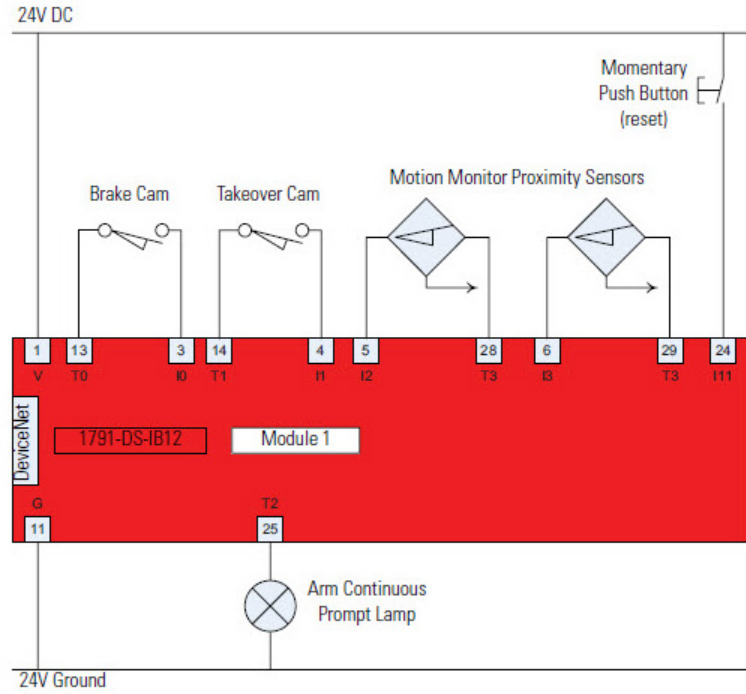 24V DC
Momentary
Push Button
(reset)
Motion Monitor Proximity Sensors
Brake Cam
Takeover Cam
1
13
3
14
4
5
28
6
29
24
V
T0
I0
T1
I1
I2
T3
I3
T3
I11
DeviceNet
1791-DS-IB12
Module 1
G
T2
11
25
Arm Continuous
Prompt Lamp
24V Ground